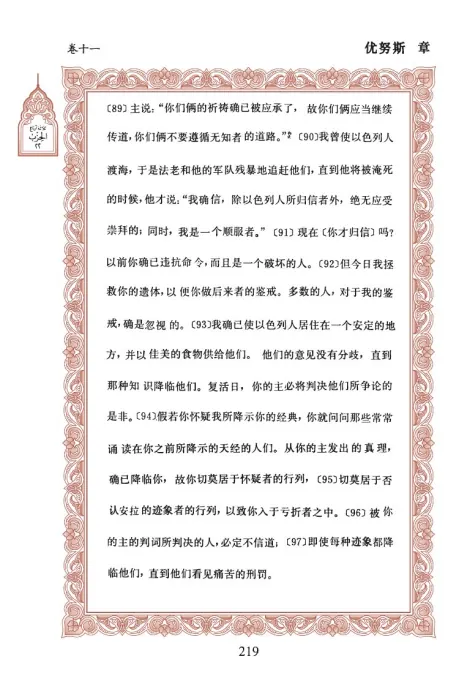 卷十一
优努斯 章
ثلاثة أرباع
الحزب
٢٢
〔89〕主说：“你们俩的祈祷确已被应承了，故你们俩应当继续
传道，你们俩不要遵循无知者的道路。”〔90〕我曾使以色列人
渡海，于是法老和他的军队残暴地追赶他们，直到他将被淹死
的时候，他才说：“我确信，除以色列人所归信者外，绝无应受
崇拜的；同时，我是一个顺服者。”〔91〕现在〔你才归信〕吗？
以前你确已违抗命令，而且是一个破坏的人。〔92〕但今日我拯
救你的遗体，以便你做后来者的鉴戒。多数的人，对于我的鉴
戒，确是忽视的。〔93〕我确已使以色列人居住在一个安定的地
方，并以佳美的食物供给他们。他们的意见没有分歧，直到
那种知识降临他们。复活日，你的主必将判决他们所争论的
是非。〔94〕假若你怀疑我所降示你的经典，你就问问那些常常
诵读在你之前所降示的天经的人们。从你的主发出的真理，
确已降临你，故你切莫居于怀疑者的行列，〔95〕切莫居于否
认安拉的迹象者的行列，以致你入于亏折者之中。〔96〕被你
的主的判词所判决的人，必定不信道；〔97〕即使每种迹象都降
临他们，直到他们看见痛苦的刑罚。
219